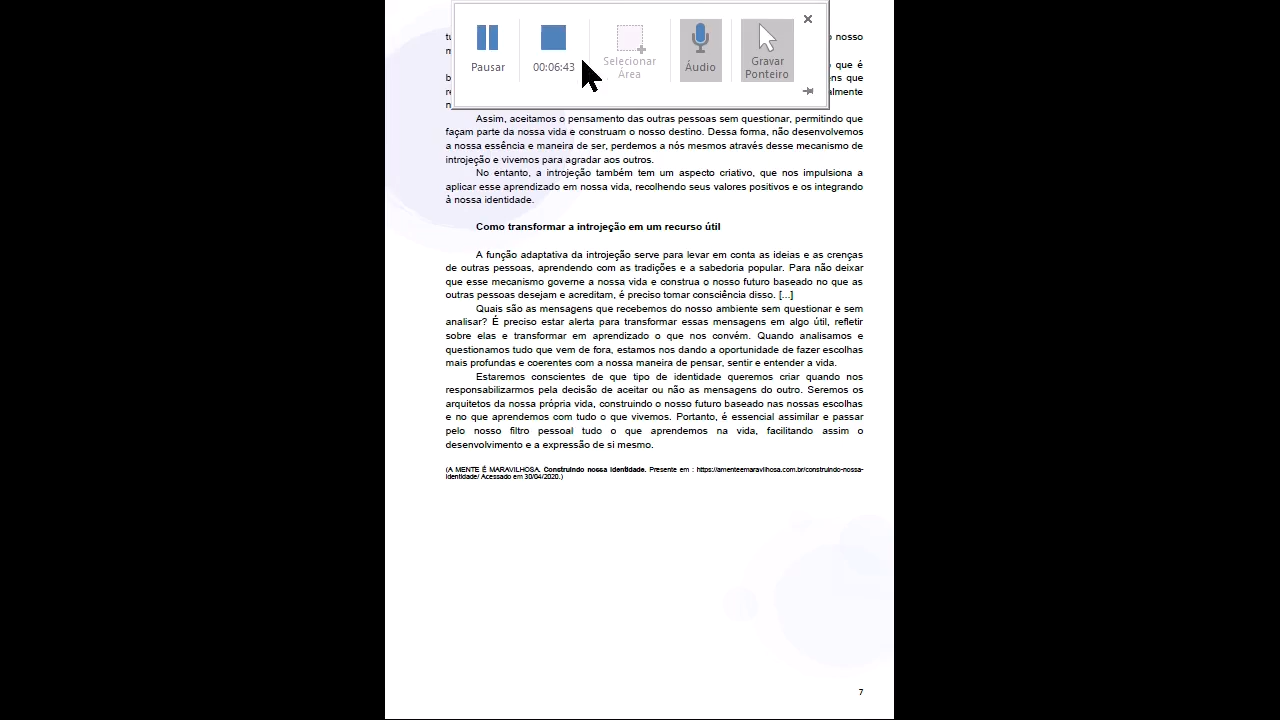 Pausar
00:06:43
Selecionar
Área
Áudio
Gravar
Ponteiro
nosso
que é
que
Assim, aceitamos o pensamento das outras pessoas sem questionar, permitindo que
façam parte da nossa vida e construam o nosso destino. Dessa forma, não desenvolvemos
a nossa essência e maneira de ser, perdemos a nós mesmos através desse mecanismo de
introjeção e vivemos para agradar aos outros.
No entanto, a introjeção também tem um aspecto criativo, que nos impulsiona a
aplicar esse aprendizado em nossa vida, recolhendo seus valores positivos e os integrando
à nossa identidade.
Como transformar a introjeção em um recurso útil
A função adaptativa da introjeção serve para levar em conta as ideias e as crenças
de outras pessoas, aprendendo com as tradições e a sabedoria popular. Para não deixar
que esse mecanismo governe a nossa vida e construa o nosso futuro baseado no que as
outras pessoas desejam e acreditam, é preciso tomar consciência disso. [...]
Quais são as mensagens que recebemos do nosso ambiente sem questionar e sem
analisar? É preciso estar alerta para transformar essas mensagens em algo útil, refletir
sobre elas e transformar em aprendizado o que nos convém. Quando analisamos e
questionamos tudo que vem de fora, estamos nos dando a oportunidade de fazer escolhas
mais profundas e coerentes com a nossa maneira de pensar, sentir e entender a vida.
Estaremos conscientes de que tipo de identidade queremos criar quando nos
responsabilizarmos pela decisão de aceitar ou não as mensagens do outro. Seremos os
arquitetos da nossa própria vida, construindo o nosso futuro baseado nas nossas escolhas
e no que aprendemos com tudo o que vivemos. Portanto, é essencial assimilar e passar
pelo nosso filtro pessoal tudo o que aprendemos na vida, facilitando assim o
desenvolvimento e a expressão de si mesmo.
(A MENTE É MARAVILHOSA. Construindo nossa identidade. Presente em : https://amenteemaravilhosa.com.br/construindo-nossa-
identidade/ Acessado em 30/04/2020.)
7